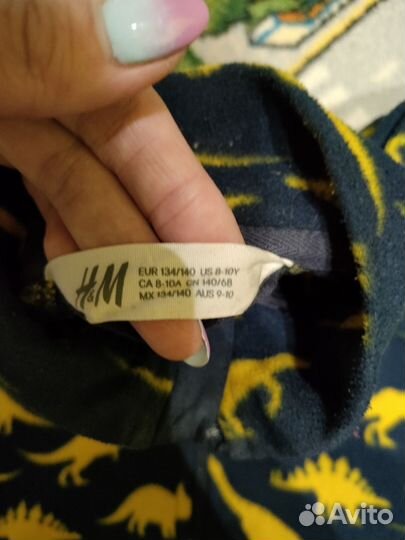 H&M
EUR 134/140 US 8-10Y
CA 8-10A CN 140/68
MX 134/140 AUS 9-10
Avito